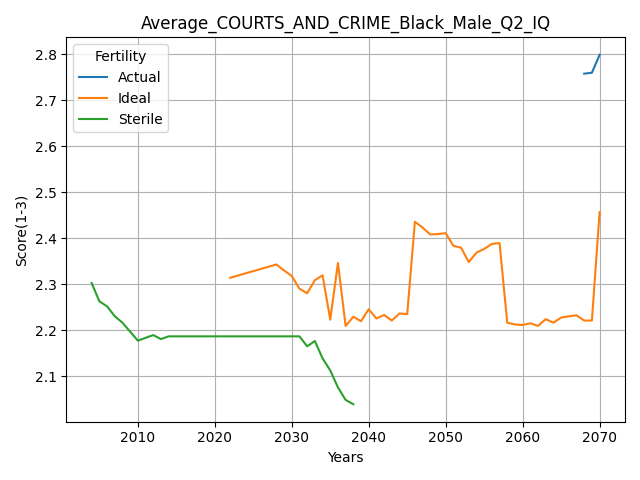 Average_COURTS_AND_CRIME_Black_Male_Q2_IQ
Fertility
Actual
Ideal
Sterile
Score(1-3)
2.8
2.7
2.6
2.5
2.4
2.3
2.2
2.1
2010 2020 2030 2040 2050 2060 2070
Years